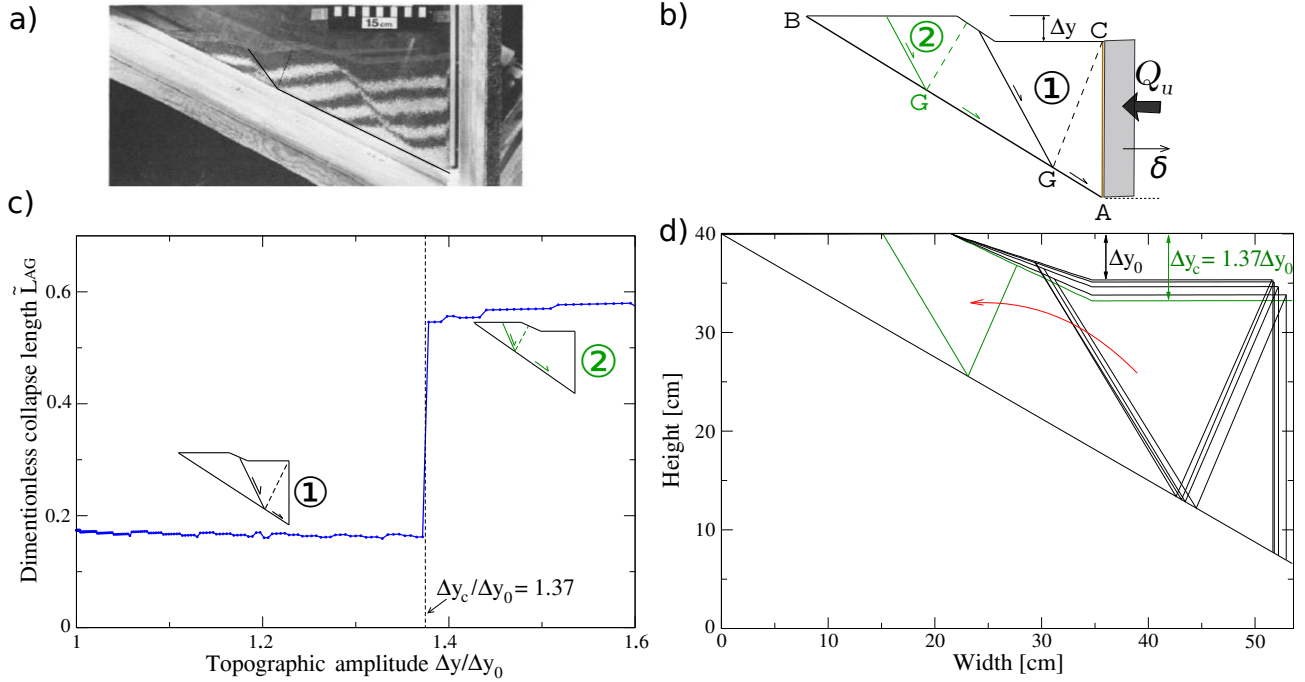 a)
15cm
b)
B
②
Δy
C
G
①
Q_u
δ
G
A
c)
Dimentionless collapse length L̃_AG
0.6
0.4
0.2
0
1
1.2
1.4
1.6
①
②
Δy_c/Δy_0 = 1.37
Topographic amplitude Δy/Δy_0
d)
Height [cm]
40
30
20
10
0
0
10
20
30
40
50
Δy_0
Δy_c = 1.37Δy_0
Width [cm]